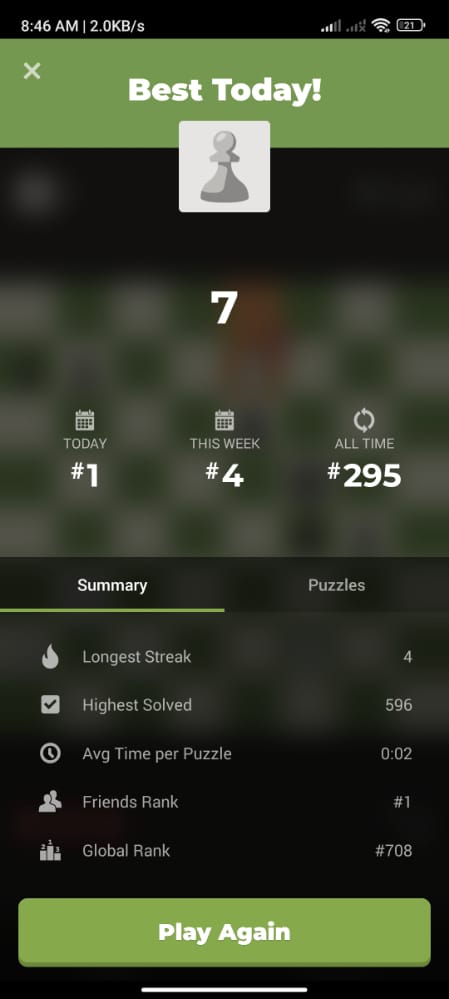 8:46 AM | 2.0KB/s
21
Best Today!
7
TODAY THIS WEEK ALL TIME
#1 #4 #295
Summary Puzzles
Longest Streak 4
Highest Solved 596
Avg Time per Puzzle 0:02
Friends Rank #1
Global Rank #708
Play Again